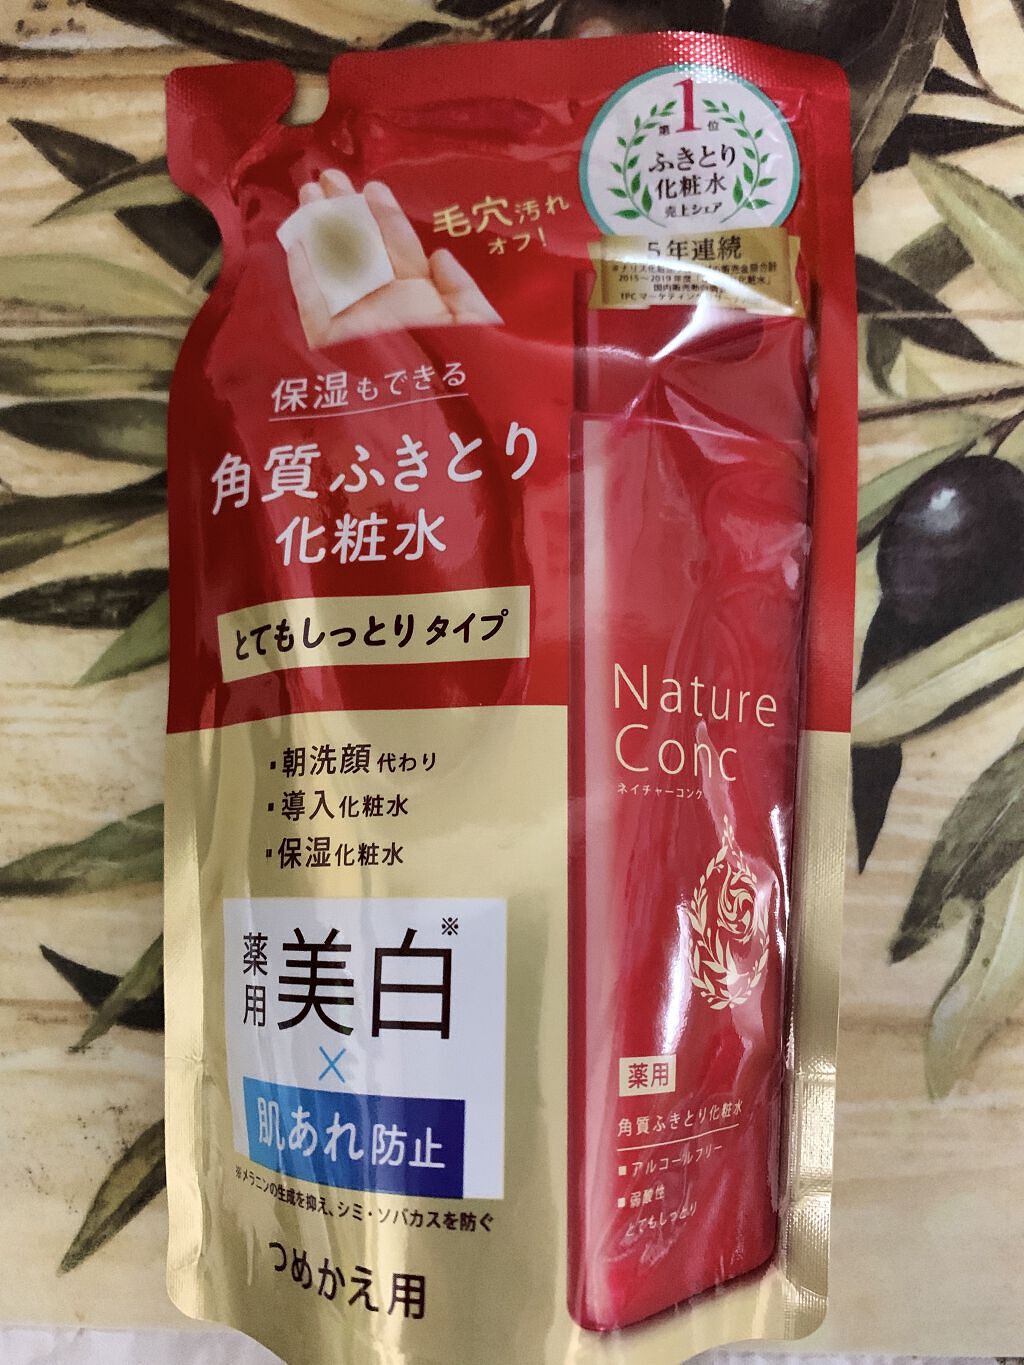 第1位
ふきとり
化粧水
売上シェア
5年連続
毛穴汚れ
オフ!
保湿もできる
角質ふきとり
化粧水
とてもしっとりタイプ
▪朝洗顔代わり
▪導入化粧水
▪保湿化粧水
薬用美白※
×
肌あれ防止
※メラニンの生成を抑え、シミ・ソバカスを防ぐ
つめかえ用
Nature
Conc
ネイチャーコンク
薬用
角質ふきとり化粧水
■アルコールフリー
■弱酸性
とてもしっとり